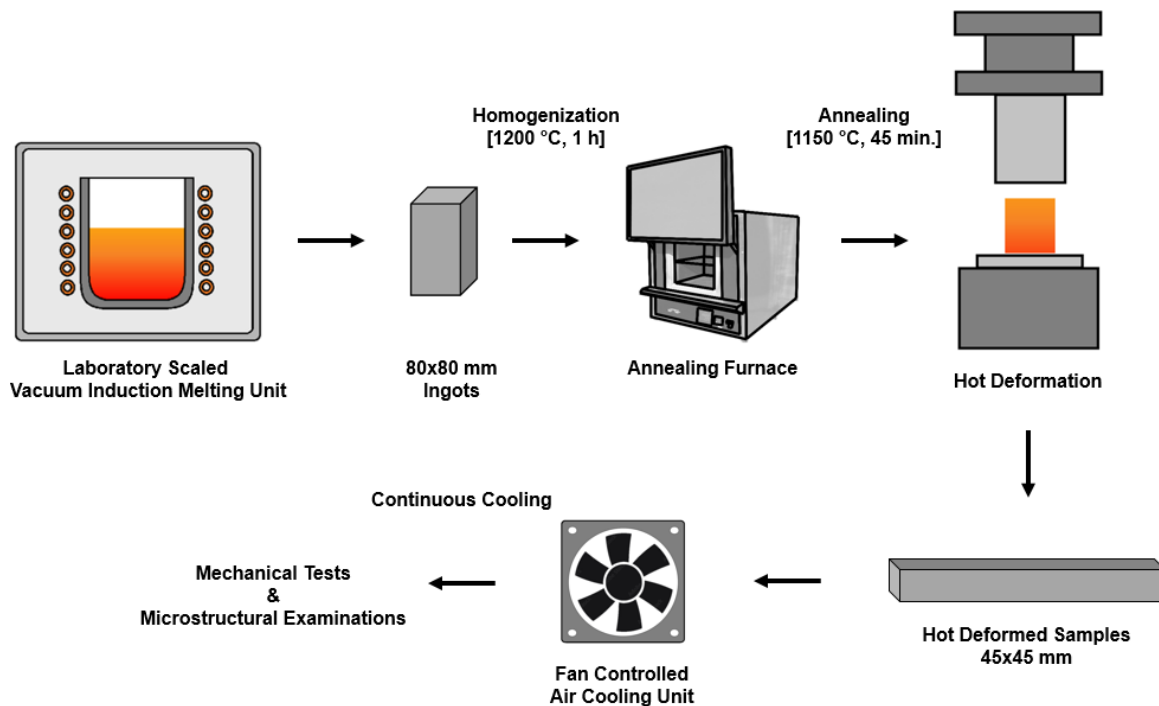 Homogenization
[1200 °C, 1 h]
Annealing
[1150 °C, 45 min.]
Laboratory Scaled
Vacuum Induction Melting Unit
80x80 mm
Ingots
Annealing Furnace
Hot Deformation
Continuous Cooling
Mechanical Tests
&
Microstructural Examinations
Fan Controlled
Air Cooling Unit
Hot Deformed Samples
45x45 mm